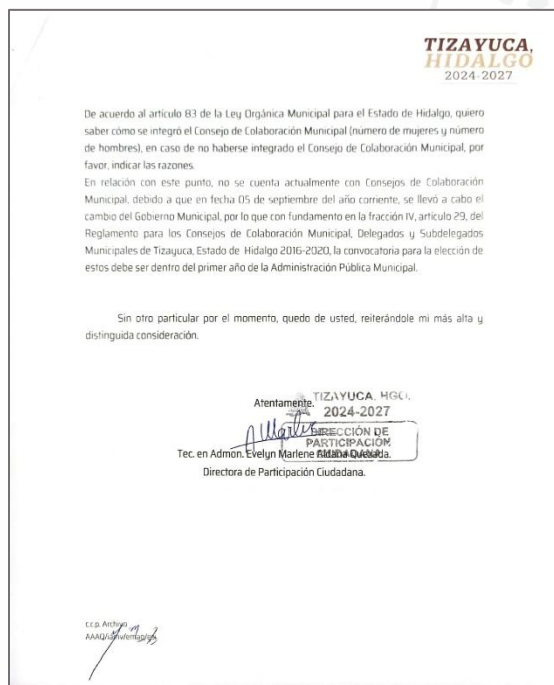 TIZAYUCA,
HIDALGO
2024-2027
De acuerdo al artículo 83 de la Ley Orgánica Municipal para el Estado de Hidalgo, quiero
saber cómo se integró el Consejo de Colaboración Municipal (número de mujeres y número
de hombres), en caso de no haberse integrado el Consejo de Colaboración Municipal, por
favor, indicar las razones.
En relación con este punto, no se cuenta actualmente con Consejos de Colaboración
Municipal, debido a que en fecha 05 de septiembre del año corriente, se llevó a cabo el
cambio del Gobierno Municipal, por lo que con fundamento en la fracción IV, artículo 29, del
Reglamento para los Consejos de Colaboración Municipal, Delegados y Subdelegados
Municipales de Tizayuca, Estado de Hidalgo 2016-2020, la convocatoria para la elección de
estos debe ser dentro del primer año de la Administración Pública Municipal.
Sin otro particular por el momento, quedo de usted, reiterándole mi más alta y
distinguida consideración.
Atentamente.
TIZAYUCA, HGO.
2024-2027
DIRECCIÓN DE
PARTICIPACIÓN
CIUDADANA
Tec. en Admon. Evelyn Marlene Aldana Quezada.
Directora de Participación Ciudadana.
c.c.p. Archivo